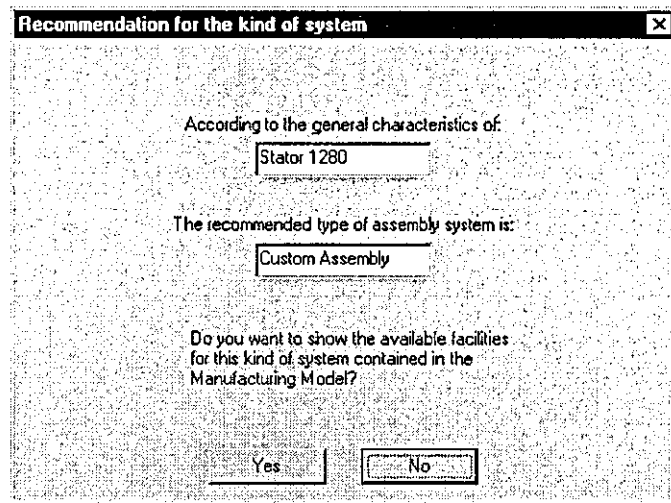 Recommendation for the kind of system
According to the general characteristics of:
Stator 1280
The recommended type of assembly system is:
Custom Assembly
Do you want to show the available facilities
for this kind of system contained in the
Manufacturing Model?
Yes
No